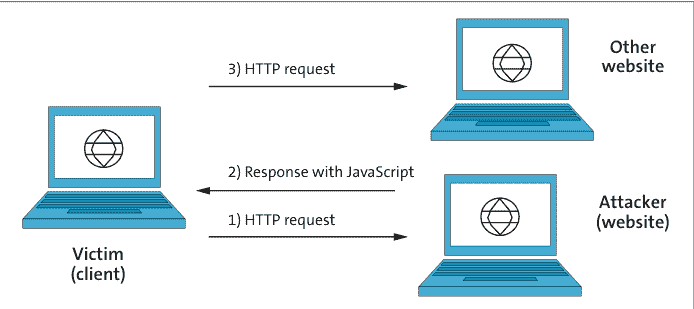 Other
website
3) HTTP request
2) Response with JavaScript
1) HTTP request
Attacker
(website)
Victim
(client)